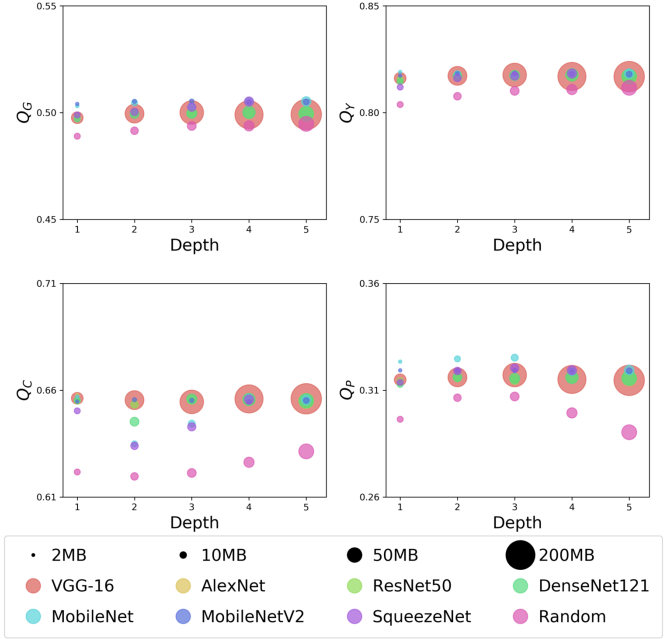 0.55
0.50
0.45
Q_G
1 2 3 4 5
Depth
0.85
0.80
0.75
Q_Y
1 2 3 4 5
Depth
0.71
0.66
0.61
Q_C
1 2 3 4 5
Depth
0.36
0.31
0.26
Q_P
1 2 3 4 5
Depth
2MB 10MB 50MB 200MB
VGG-16 AlexNet ResNet50 DenseNet121
MobileNet MobileNetV2 SqueezeNet Random